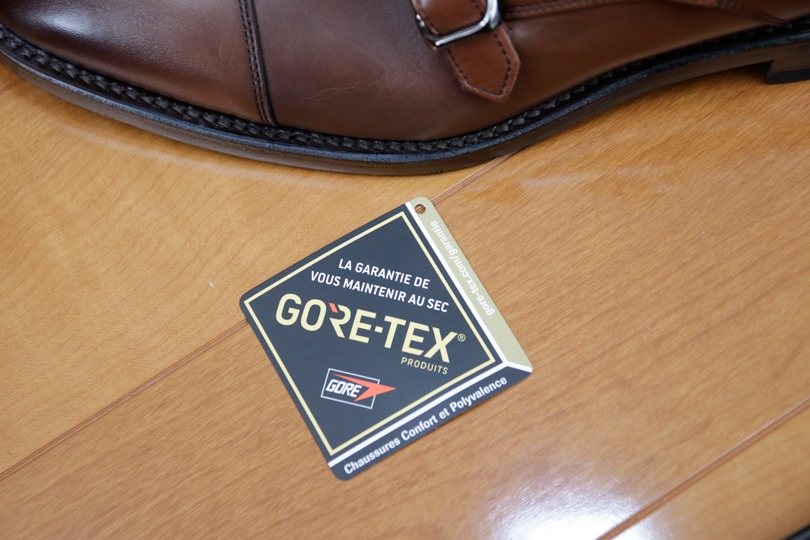 LA GARANTIE DE
VOUS MAINTENIR AU SEC
GORE-TEX®
PRODUITS
GORE
Chaussures Confort et Polyvalence
gore-tex.com/garantie